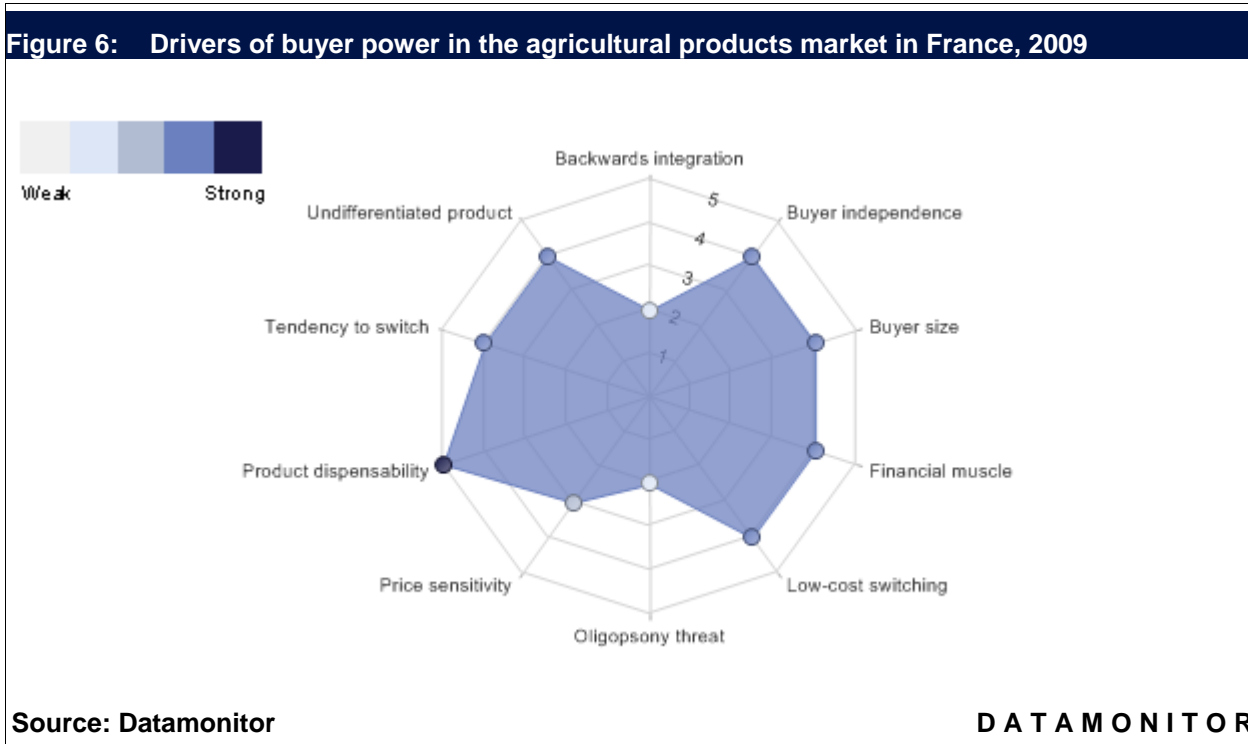 Figure 6: Drivers of buyer power in the agricultural products market in France, 2009
Weak Strong
Backwards integration
Undifferentiated product
Buyer independence
5
4
3
2
1
Tendency to switch
Buyer size
Product dispensability
Financial muscle
Price sensitivity
Low-cost switching
Oligopsony threat
Source: Datamonitor
D A T A M O N I T O R